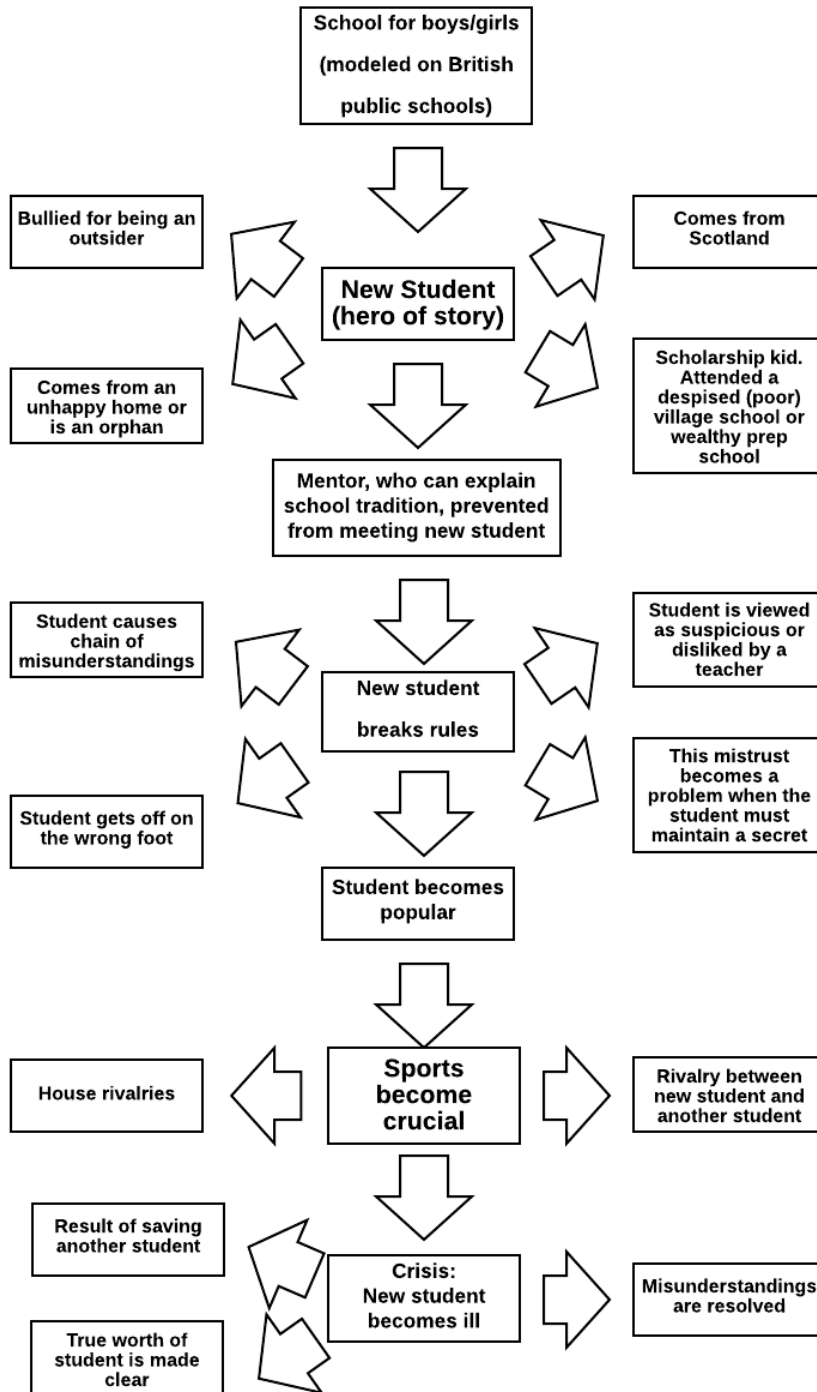 School for boys/girls
(modeled on British
public schools)
Bullied for being an
outsider
Comes from
Scotland
New Student
(hero of story)
Comes from an
unhappy home or
is an orphan
Scholarship kid.
Attended a
despised (poor)
village school or
wealthy prep
school
Mentor, who can explain
school tradition, prevented
from meeting new student
Student causes
chain of
misunderstandings
Student is viewed
as suspicious or
disliked by a
teacher
New student
breaks rules
Student gets off on
the wrong foot
This mistrust
becomes a
problem when the
student must
maintain a secret
Student becomes
popular
House rivalries
Sports
become
crucial
Rivalry between
new student and
another student
Result of saving
another student
Crisis:
New student
becomes ill
Misunderstandings
are resolved
True worth of
student is made
clear